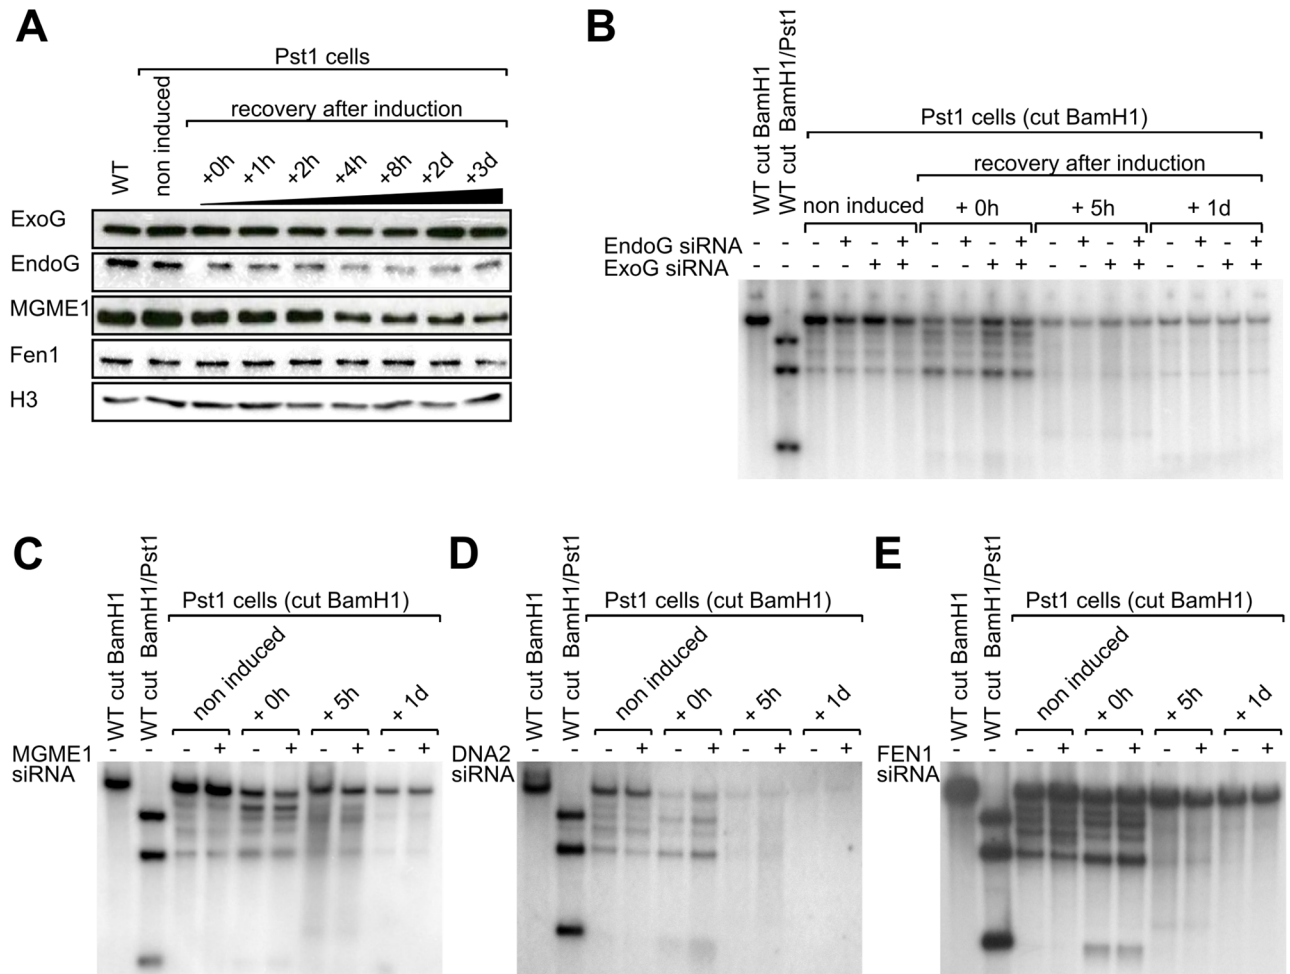 A
Pst1 cells
recovery after induction
WT
non induced
+0h
+1h
+2h
+4h
+8h
+2d
+3d
ExoG
EndoG
MGME1
Fen1
H3
B
WT cut BamH1
WT cut BamH1/Pst1
Pst1 cells (cut BamH1)
recovery after induction
non induced
+ 0h
+ 5h
+ 1d
EndoG siRNA - - - + - + - + - + - + - + - + - +
ExoG siRNA - - - - + + - - + + - - + + - - + +
C
WT cut BamH1
WT cut BamH1/Pst1
Pst1 cells (cut BamH1)
non induced
+ 0h
+ 5h
+ 1d
MGME1 - - - + - + - + - +
siRNA
D
WT cut BamH1
WT cut BamH1/Pst1
Pst1 cells (cut BamH1)
non induced
+ 0h
+ 5h
+ 1d
DNA2 - - - + - + - + - +
siRNA
E
WT cut BamH1
WT cut BamH1/Pst1
Pst1 cells (cut BamH1)
non induced
+ 0h
+ 5h
+ 1d
FEN1 - - - + - + - + - +
siRNA